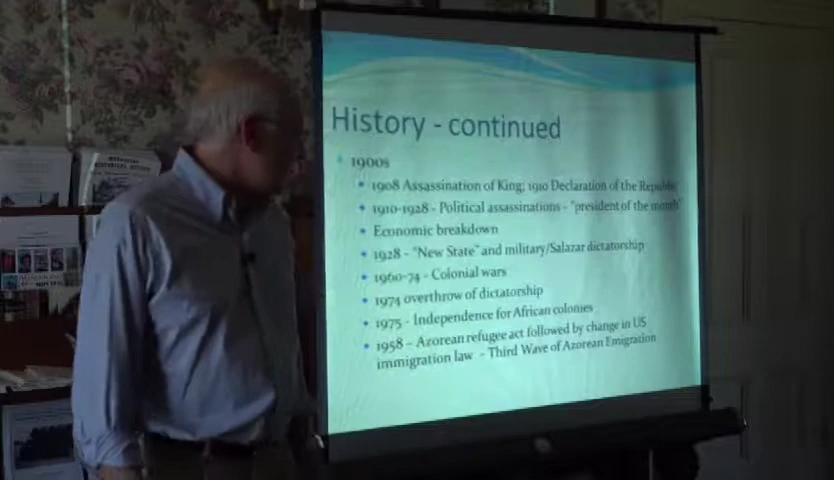 History - continued
1900s
1908 Assassination of King; 1910 Declaration of the Republic
1910-1928 - Political assassinations - "president of the month"
Economic breakdown
1928 - "New State" and military/Salazar dictatorship
1960-74 - Colonial wars
1974 overthrow of dictatorship
1975 - Independence for African colonies
1958 - Azorean refugee act followed by change in US
immigration law - Third Wave of Azorean Emigration